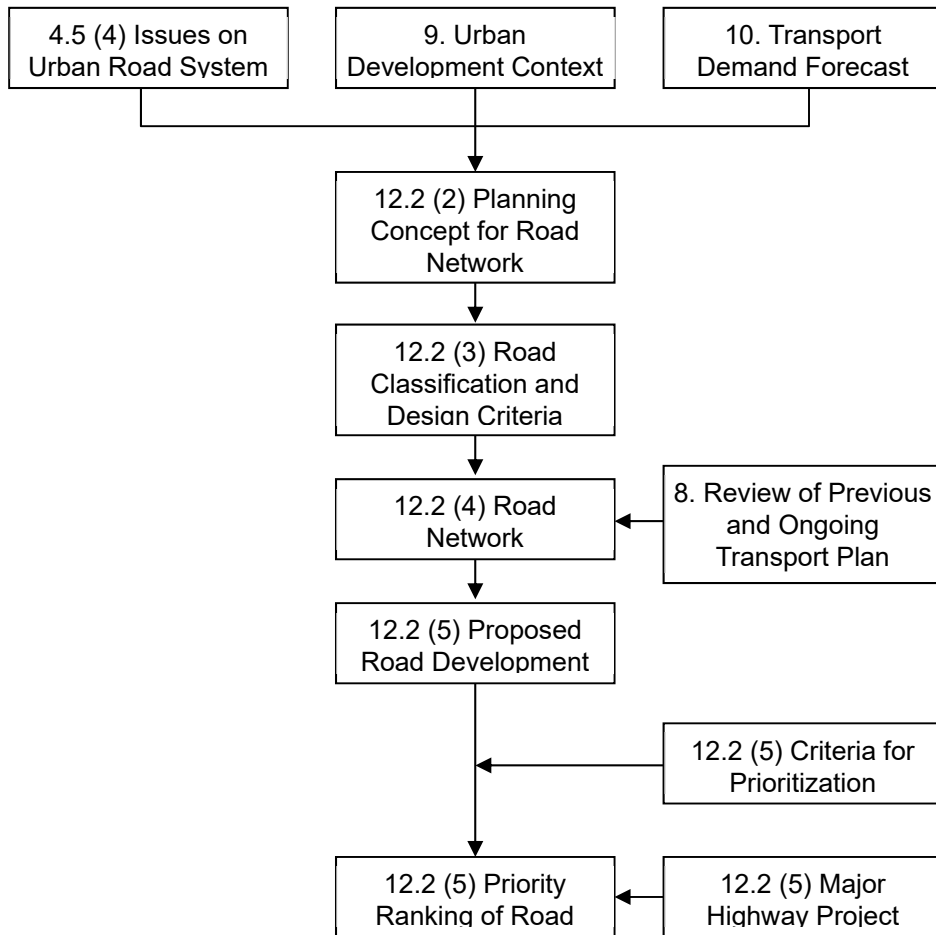 4.5 (4) Issues on
Urban Road System
9. Urban
Development Context
10. Transport
Demand Forecast
12.2 (2) Planning
Concept for Road
Network
12.2 (3) Road
Classification and
Design Criteria
12.2 (4) Road
Network
8. Review of Previous
and Ongoing
Transport Plan
12.2 (5) Proposed
Road Development
12.2 (5) Criteria for
Prioritization
12.2 (5) Priority
Ranking of Road
12.2 (5) Major
Highway Project